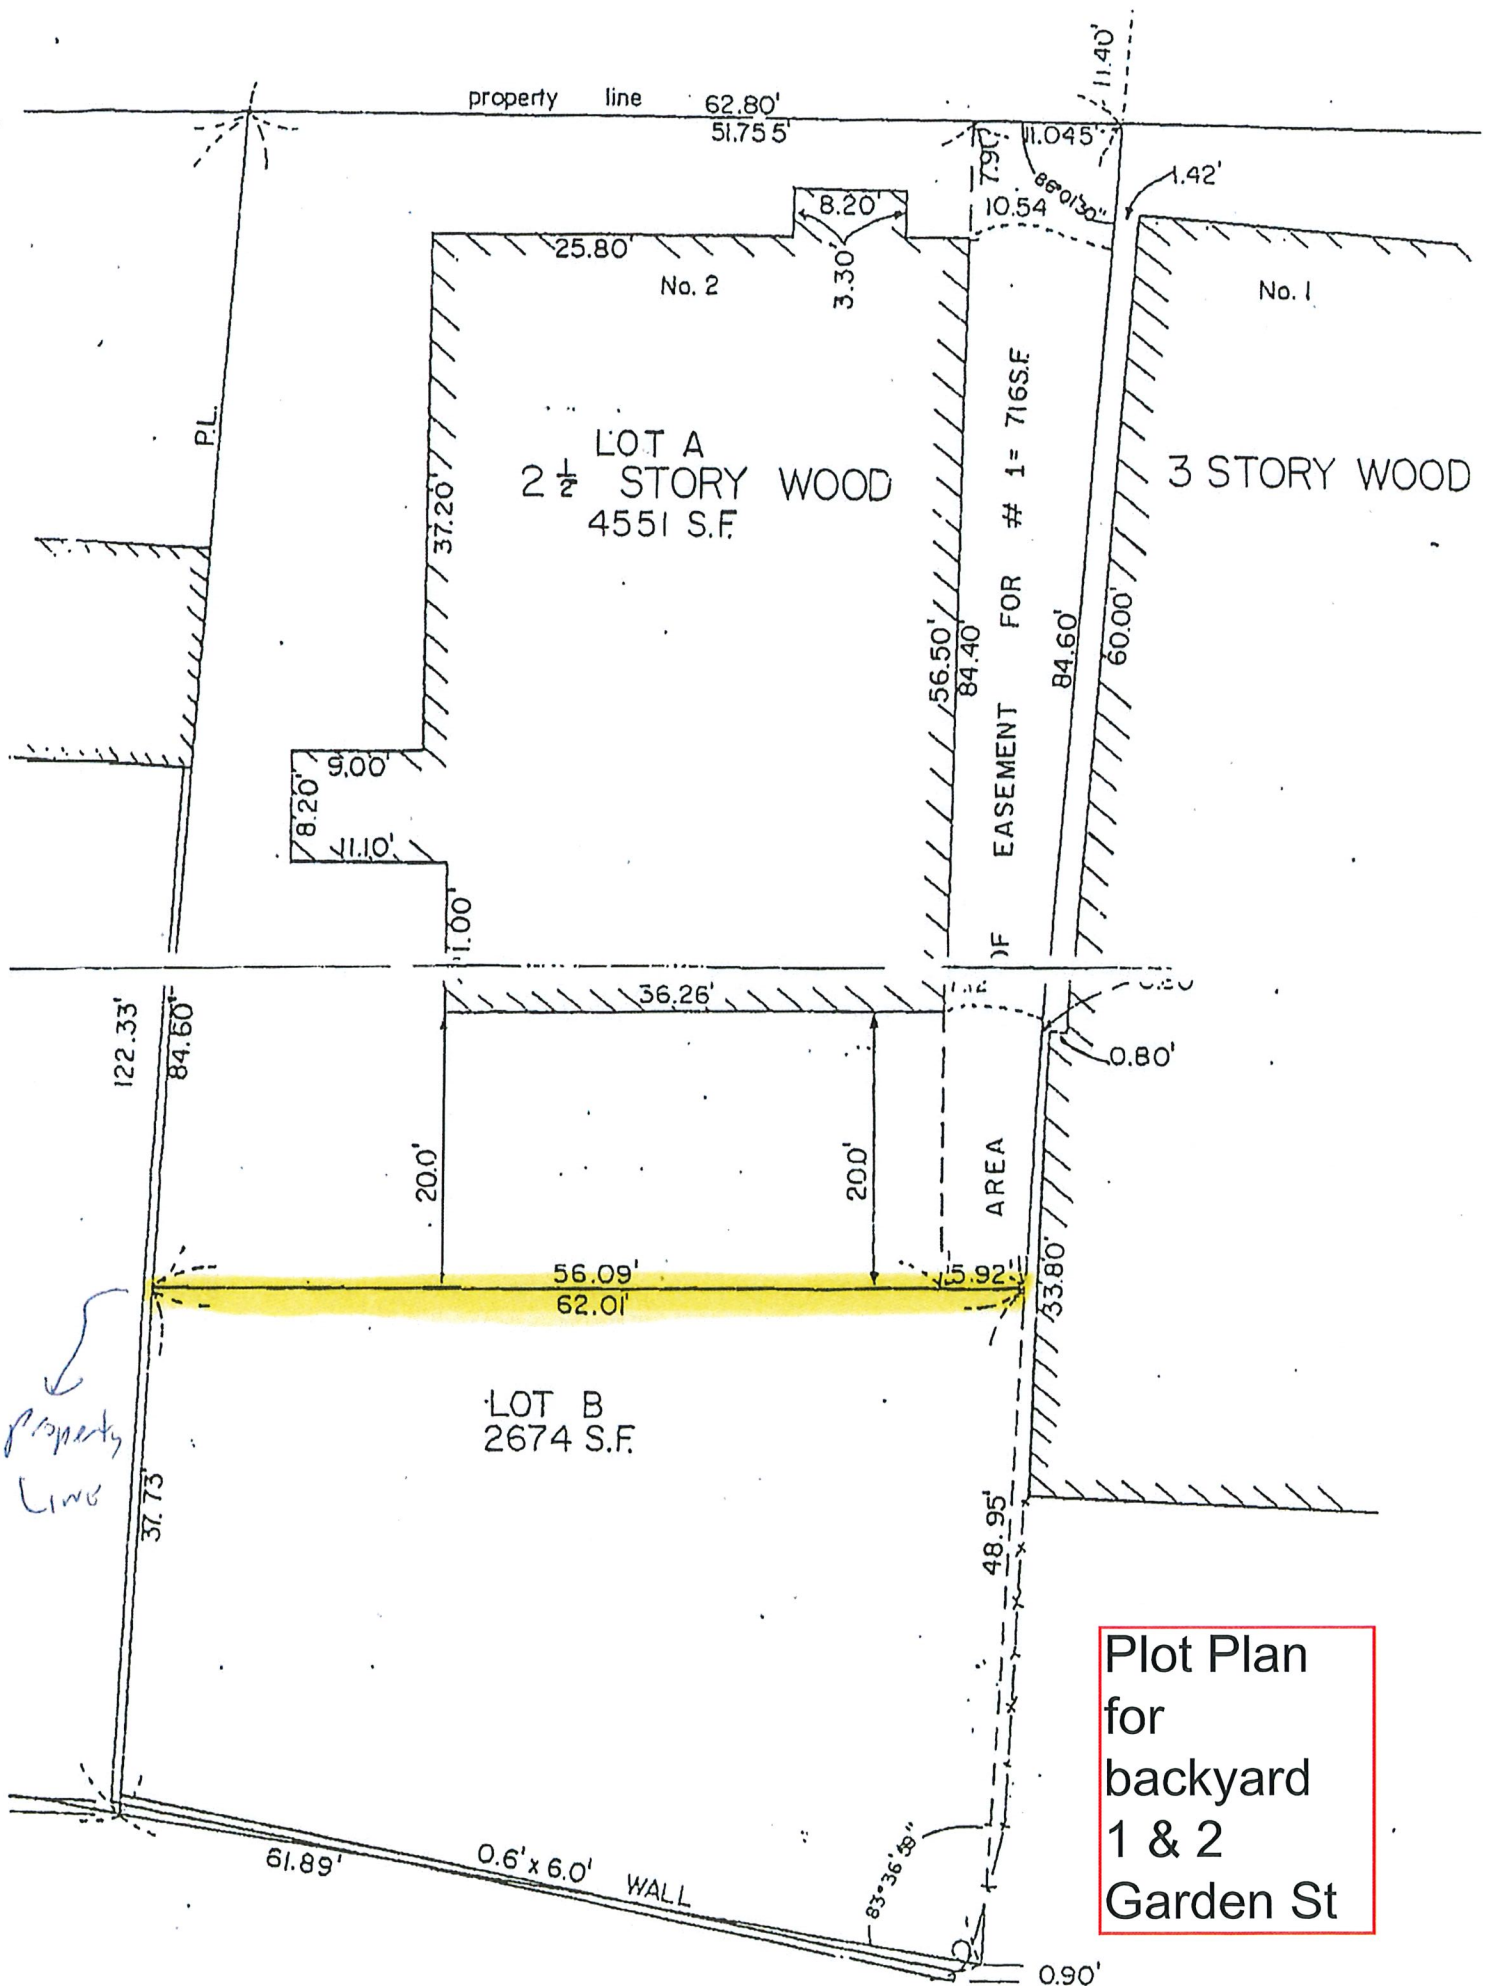 11.40'
property line 62.80'
51.755'
7.90'
11.045'
86°01'30"
1.42'
10.54
8.20'
25.80'
3.30'
No. 2
No. 1
P.L.
LOT A
2 1/2 STORY WOOD
4551 S.F.
3 STORY WOOD
37.20'
AREA OF EASEMENT FOR # 1= 716S.F.
56.50'
84.40'
84.60'
60.00'
9.00'
8.20'
11.10'
1.00'
36.26'
122.33'
84.60'
0.80'
20.0'
20.0'
56.09'
5.92'
62.01'
33.80'
property
Line
LOT B
2674 S.F.
37.73'
48.95'
Plot Plan
for
backyard
1 & 2
Garden St
61.89'
0.6' x 6.0' WALL
83°36'59"
0.90'